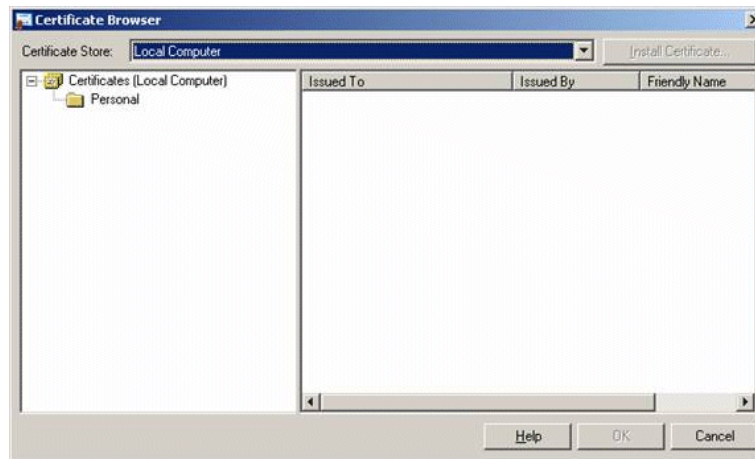 Certificate Browser
Certificate Store: Local Computer Install Certificate...
Certificates (Local Computer)
Personal
Issued To Issued By Friendly Name
Help OK Cancel